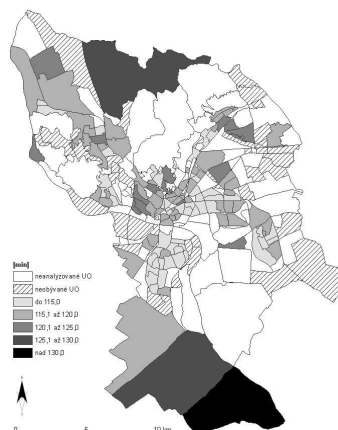 [min]
neanalyzované UO
neobývané UO
do 115,0
115,1 až 120,0
120,1 až 125,0
125,1 až 130,0
nad 130,0
0 5 10 km